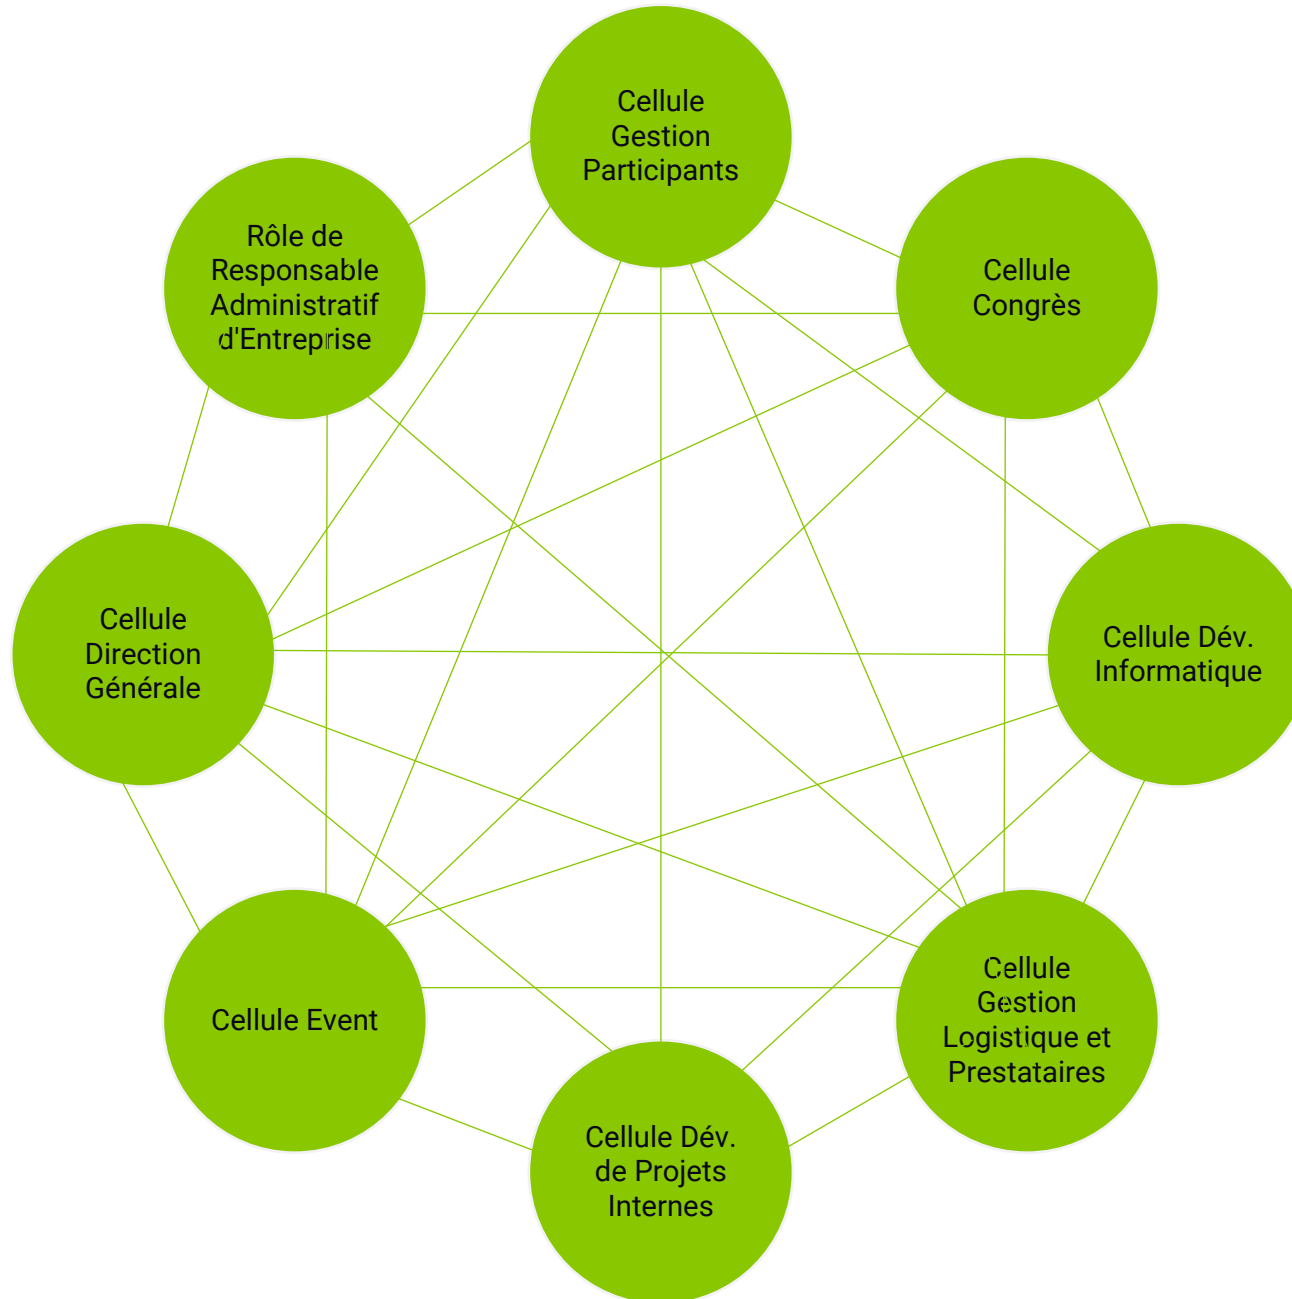 Cellule
Gestion
Participants
Rôle de
Responsable
Administratif
d'Entreprise
Cellule
Congrès
Cellule
Direction
Générale
Cellule Dév.
Informatique
Cellule Event
Cellule
Gestion
Logistique et
Prestataires
Cellule Dév.
de Projets
Internes